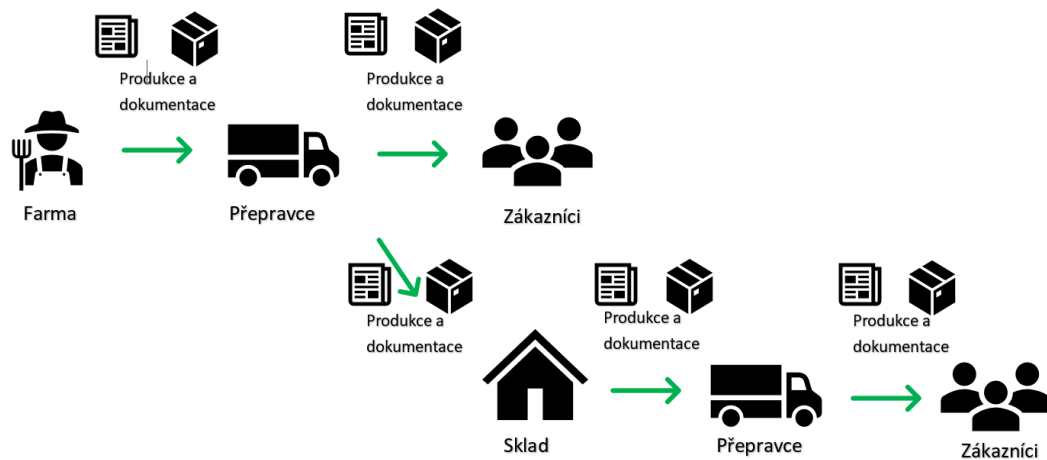 Produkce a
dokumentace
Produkce a
dokumentace
Farma
Přepravce
Zákazníci
Produkce a
dokumentace
Produkce a
dokumentace
Produkce a
dokumentace
Sklad
Přepravce
Zákazníci